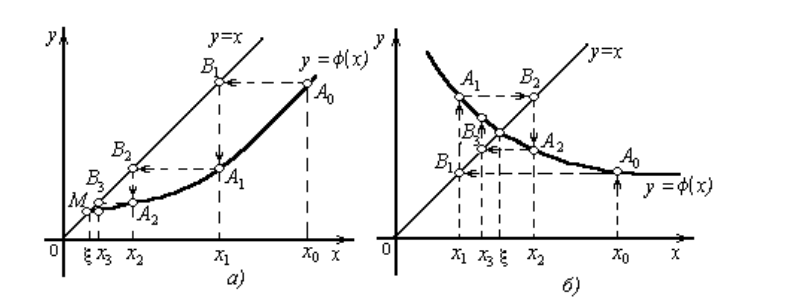 y
y=x
B₁
y = ϕ(x)
A₀
B₂
A₁
B₃
M
A₂
0
ξ
x₃
x₂
x₁
x₀
x
а)
y
y=x
A₁
B₂
B₃
A₂
B₁
A₀
y = ϕ(x)
0
x₁
x₃
ξ
x₂
x₀
x
б)